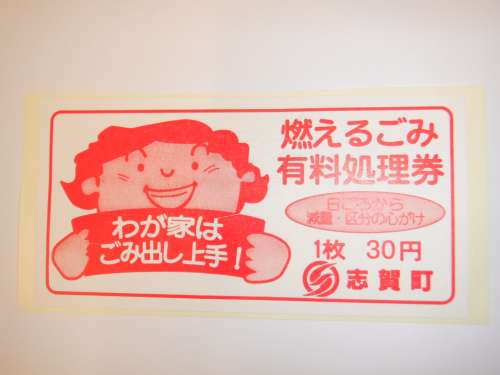 燃えるごみ
有料処理券
日ごろから
減量・区分の心がけ
1枚 30円
志賀町
わが家は
ごみ出し上手!